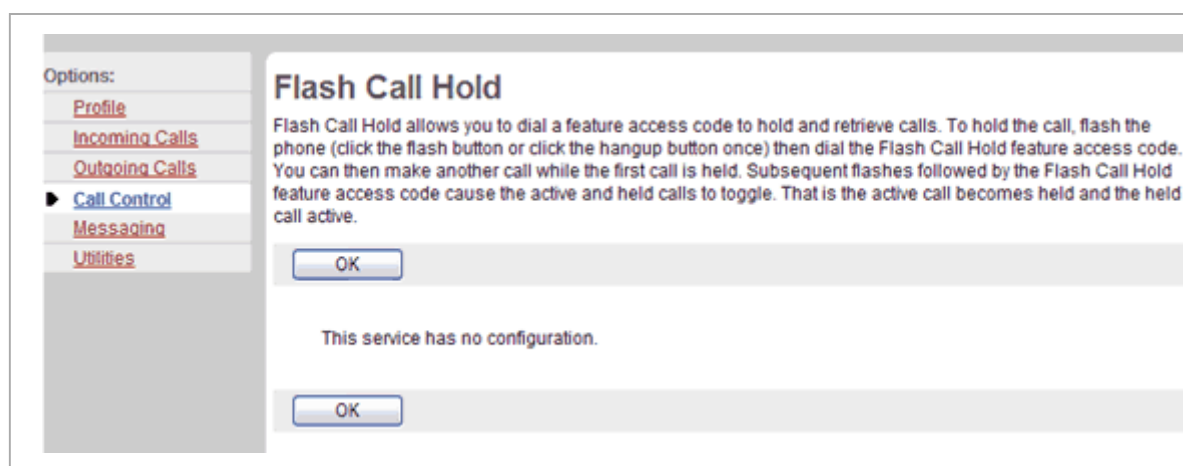 Options:
Profile
Incoming Calls
Outgoing Calls
Call Control
Messaging
Utilities
Flash Call Hold
Flash Call Hold allows you to dial a feature access code to hold and retrieve calls. To hold the call, flash the
phone (click the flash button or click the hangup button once) then dial the Flash Call Hold feature access code.
You can then make another call while the first call is held. Subsequent flashes followed by the Flash Call Hold
feature access code cause the active and held calls to toggle. That is the active call becomes held and the held
call active.
OK
This service has no configuration.
OK